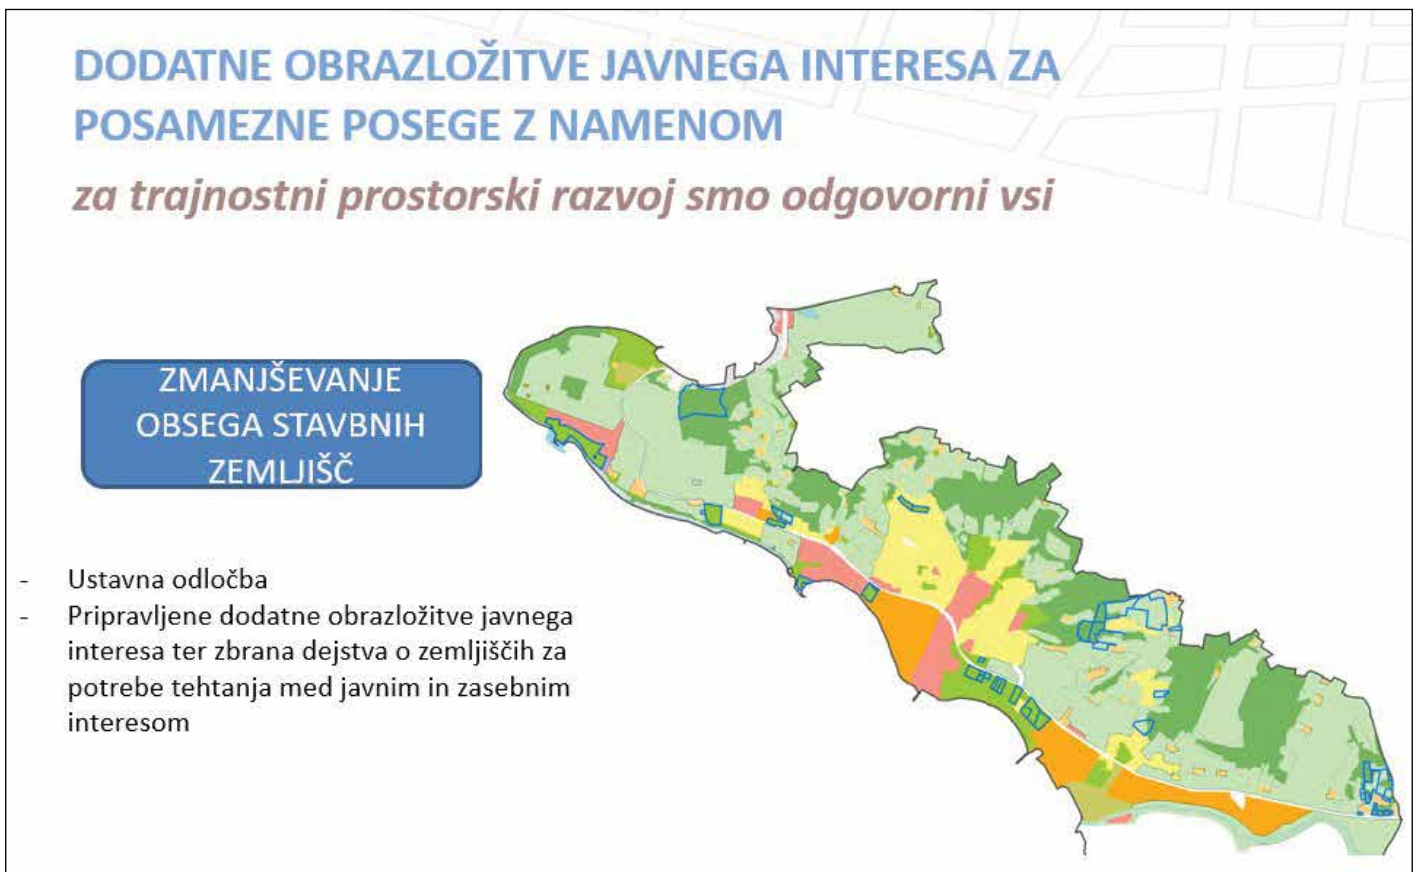 DODATNE OBRAZLOŽITVE JAVNEGA INTERESA ZA
POSAMEZNE POSEGE Z NAMENOM
za trajnostni prostorski razvoj smo odgovorni vsi
ZMANJŠEVANJE
OBSEGA STAVBNIH
ZEMLJIŠČ
- Ustavna odločba
- Pripravljene dodatne obrazložitve javnega
interesa ter zbrana dejstva o zemljiščih za
potrebe tehtanja med javnim in zasebnim
interesom